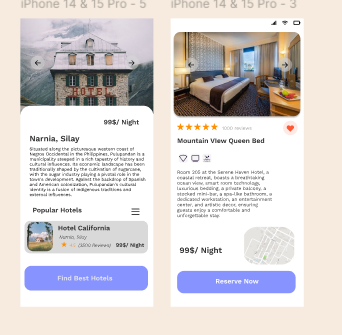 iPhone 14 & 15 Pro - 5
HOTEL
99$/ Night
Narnia, Silay
Situated along the picturesque western coast of
Negros Occidental in the Philippines, Pulupandan is a
municipality steeped in a rich tapestry of history and
cultural influences. Its economic landscape has been
traditionally shaped by the cultivation of sugarcane,
with the sugar industry playing a pivotal role in the
town's development. Against the backdrop of Spanish
and American colonization, Pulupandan's cultural
identity is a fusion of indigenous traditions and
external influences.
Popular Hotels
Hotel California
Narnia, Silay
99$/ Night
Find Best Hotels
iPhone 14 & 15 Pro - 3
1000 reviews
Mountain View Queen Bed
Room 205 at the Serene Haven Hotel, a
coastal retreat, boasts a breathtaking
ocean view, smart room technology,
luxurious bedding, a private balcony, a
stocked mini-bar, a spa-like bathroom, a
dedicated workstation, an entertainment
center, and artistic decor, ensuring
guests enjoy a comfortable and
unforgettable stay.
99$/ Night
Reserve Now